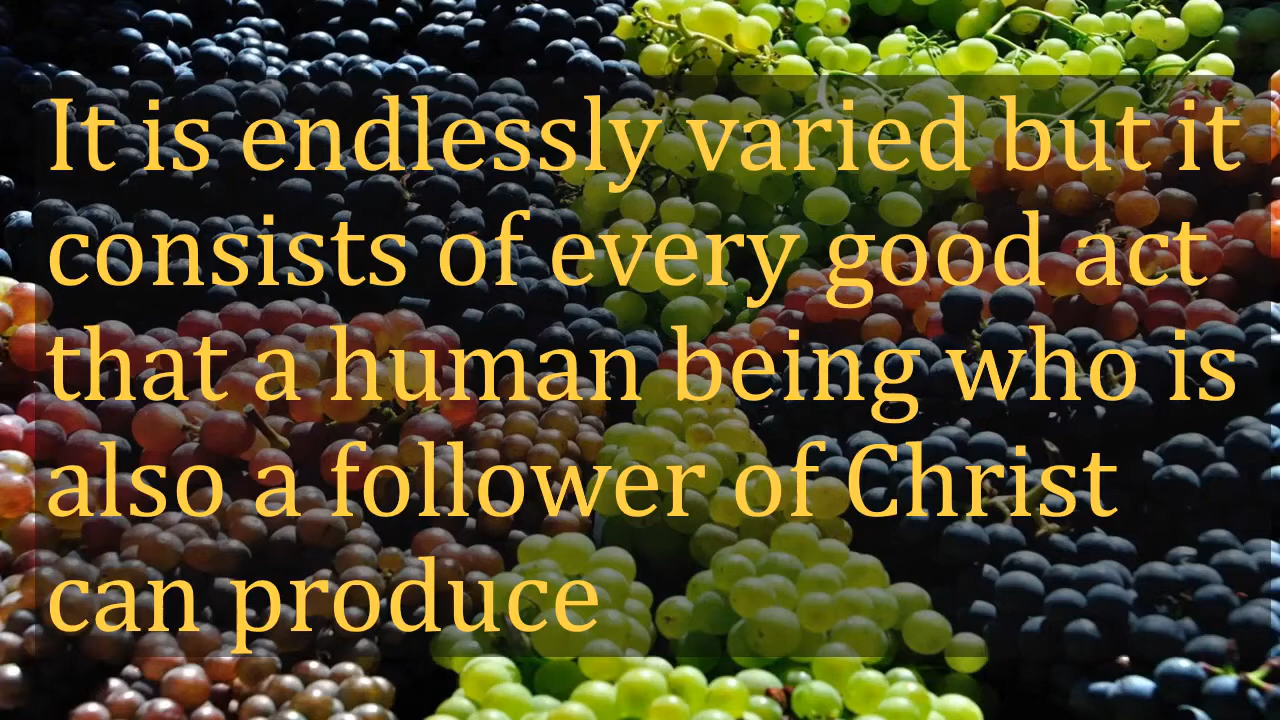 It is endlessly varied but it
consists of every good act
that a human being who is
also a follower of Christ
can produce